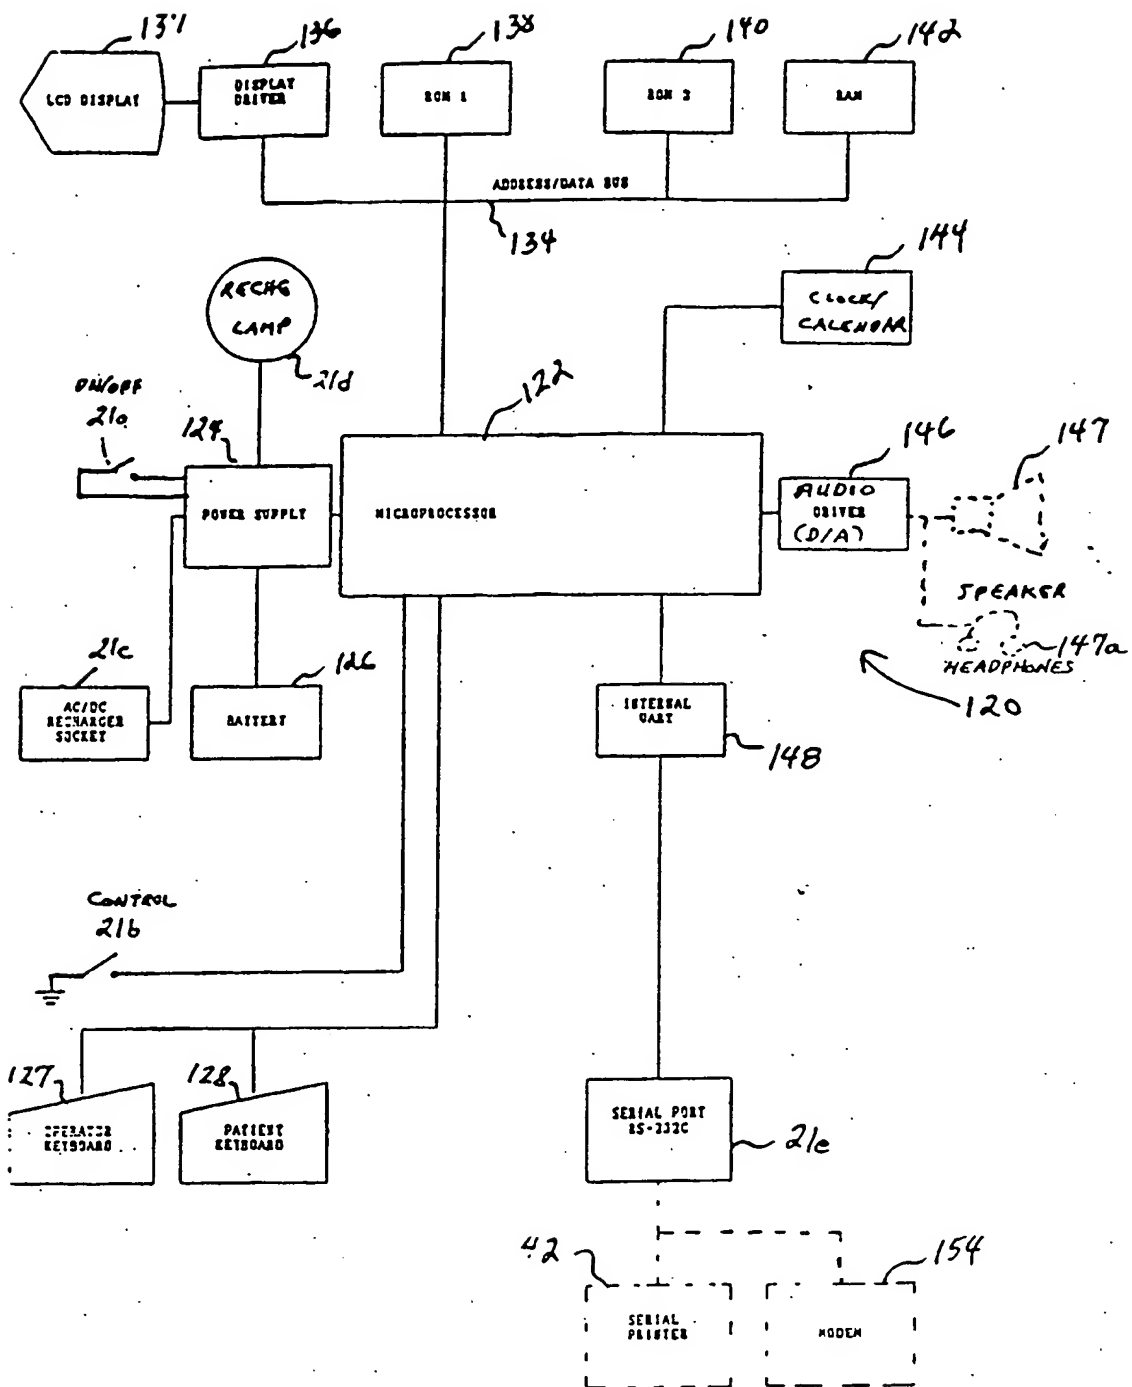 137
136
138
140
142
LCD DISPLAY
DISPLAY
DRIVER
ROM 1
ROM 2
RAM
ADDRESS/DATA BUS
134
144
CLOCK/
CALENDAR
RECHG
LAMP
21d
ON/OFF
21a
124
122
146
147
POWER SUPPLY
MICROPROCESSOR
AUDIO
DRIVER
(D/A)
SPEAKER
147a
HEADPHONES
120
21c
126
AC/DC
RECHARGER
SOCKET
BATTERY
INTERNAL
UART
148
CONTROL
21b
127
128
OPERATOR
KEYBOARD
PATIENT
KEYBOARD
SERIAL PORT
RS-232C
21e
42
154
SERIAL
PRINTER
MODEM